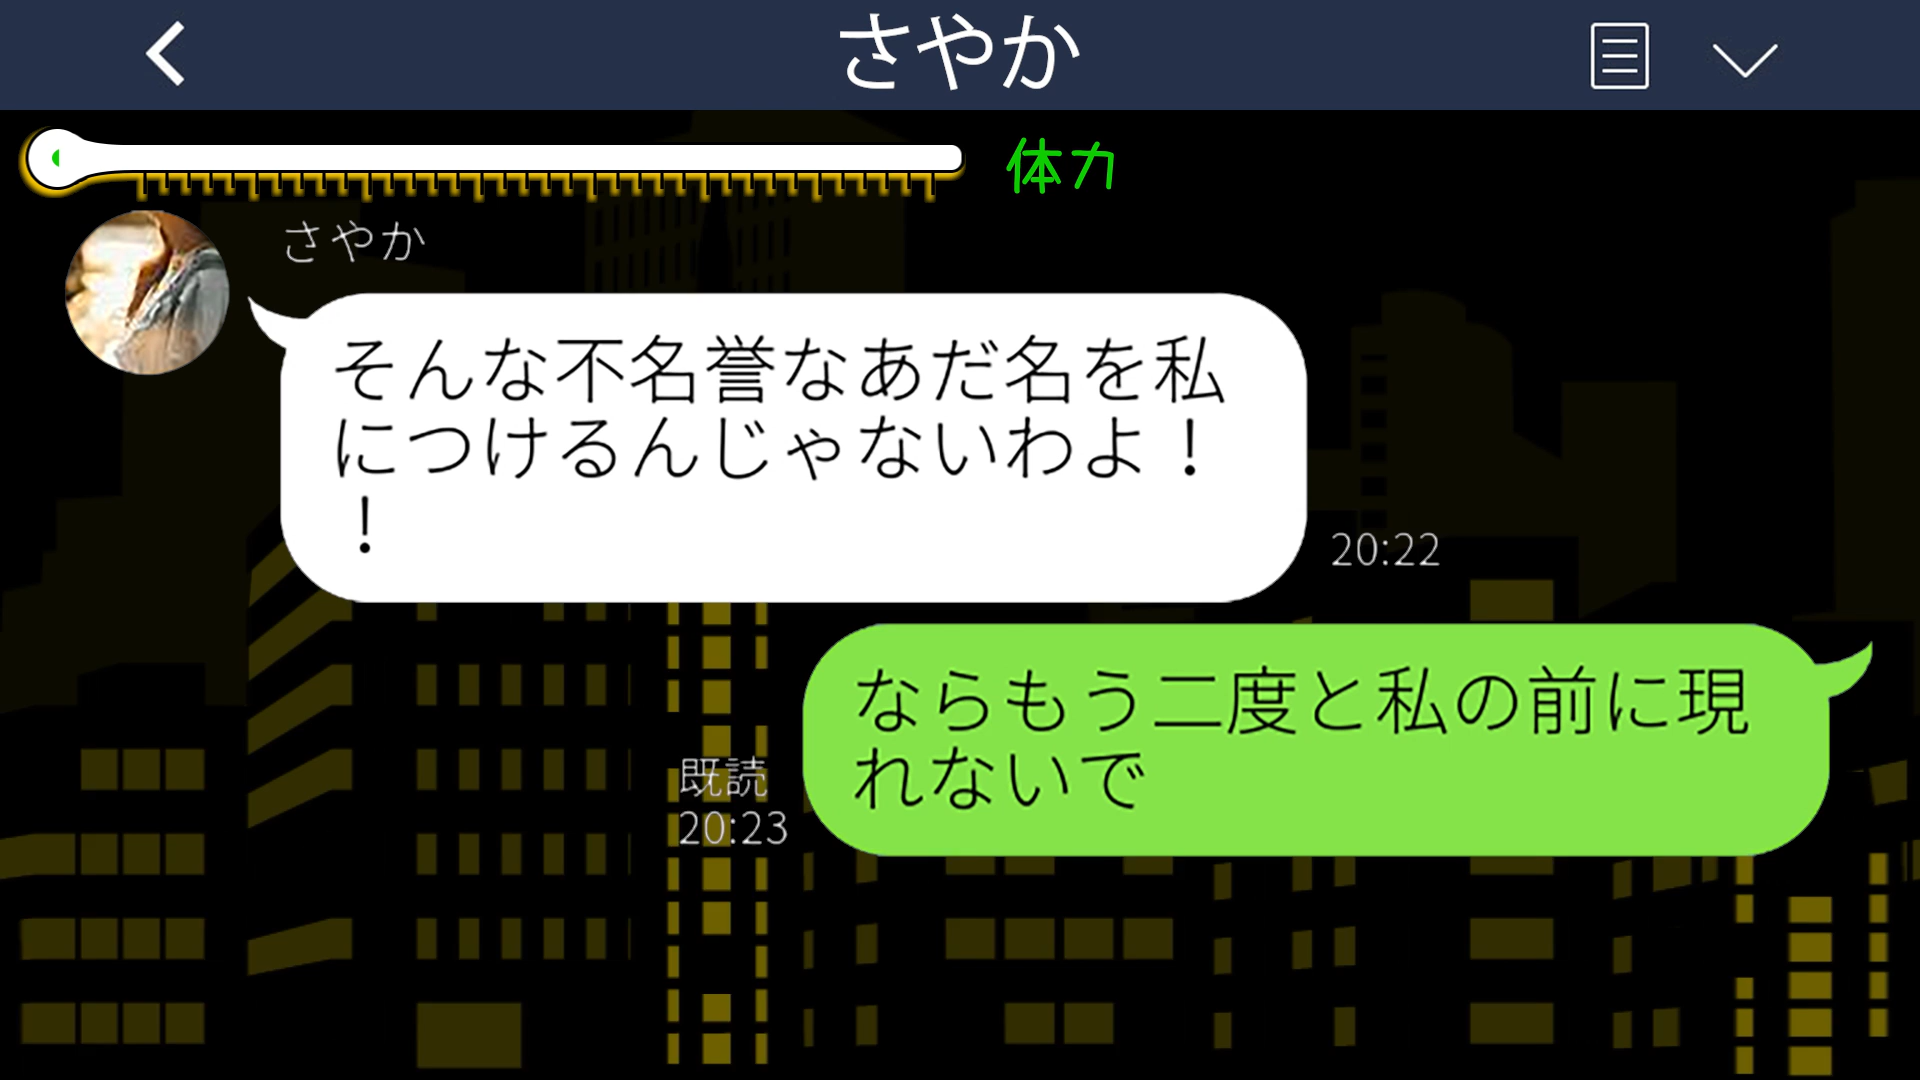 さやか
体力
さやか
そんな不名誉なあだ名を私
につけるんじゃないわよ！
！
20:22
ならもう二度と私の前に現
れないで
既読
20:23